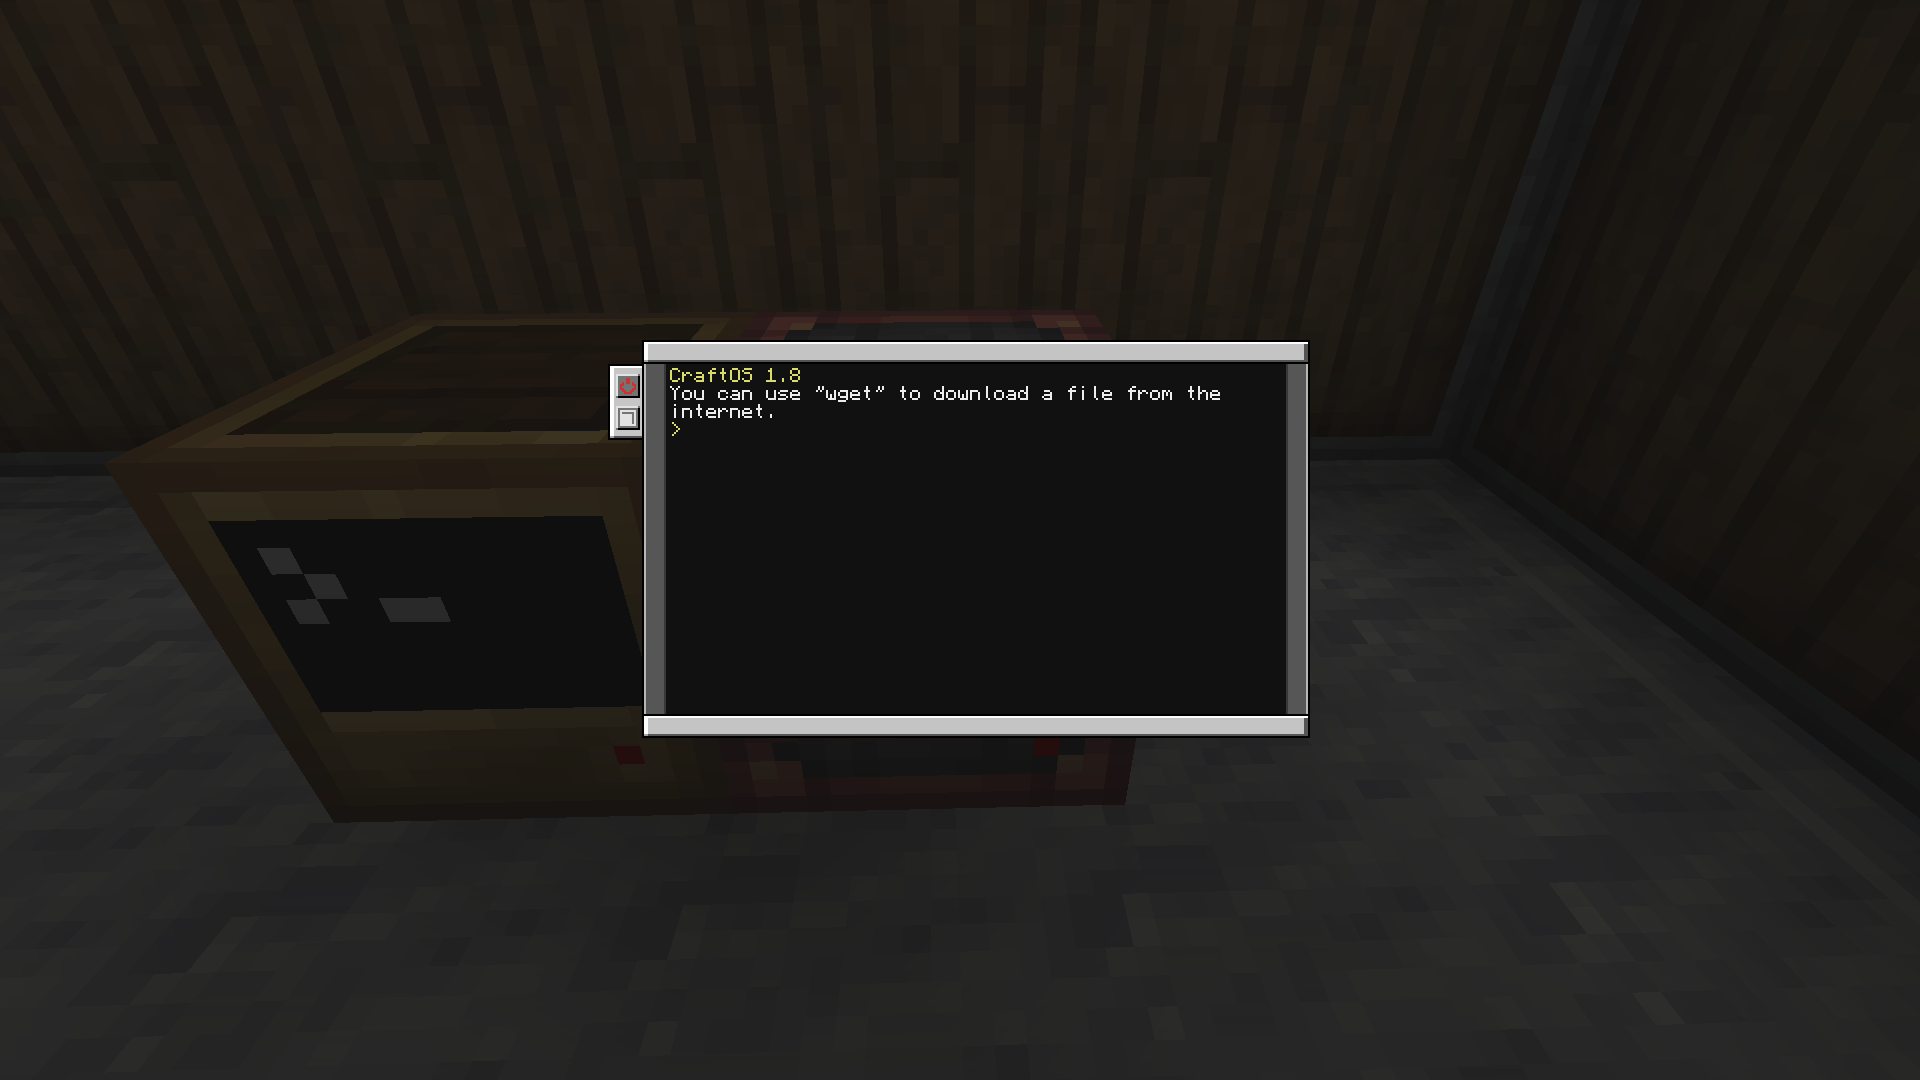 CraftOS 1.8
You can use "wget" to download a file from the
internet.
>